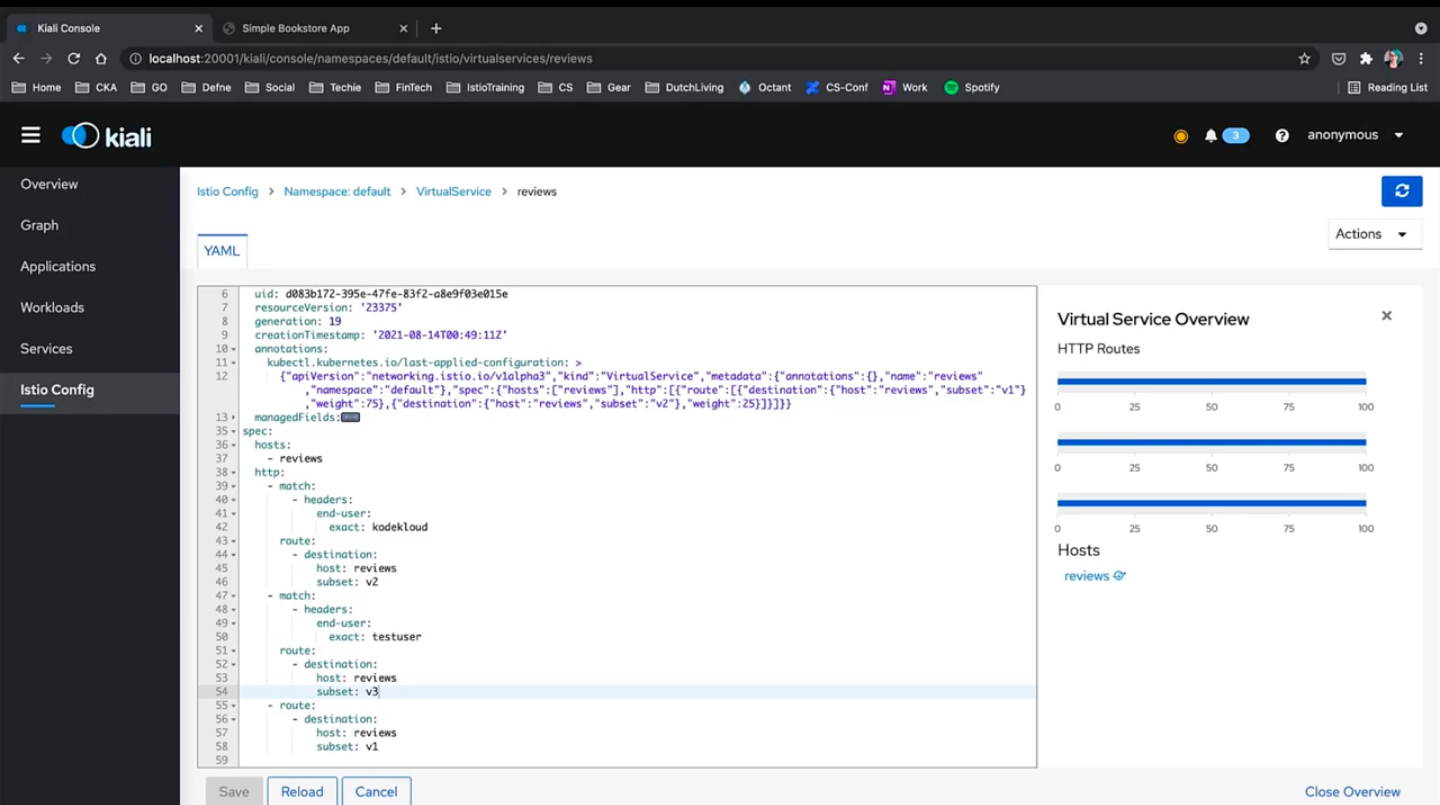 Kiali Console
Simple Bookstore App
localhost:20001/kiali/console/namespaces/default/istio/virtualservices/reviews
Home CKA GO Defne Social Techie FinTech IstioTraining CS Gear DutchLiving Octant CS-Conf Work Spotify Reading List
kiali
3
anonymous
Overview
Graph
Applications
Workloads
Services
Istio Config
Istio Config > Namespace: default > VirtualService > reviews
Actions
YAML
6 uid: d083b172-395e-47fe-83f2-a8e9f03e015e
7 resourceVersion: '23375'
8 generation: 19
9 creationTimestamp: '2021-08-14T00:49:11Z'
10 annotations:
11 kubectl.kubernetes.io/last-applied-configuration: >
12 {"apiVersion":"networking.istio.io/v1alpha3","kind":"VirtualService","metadata":{"annotations":{},"name":"reviews"
,"namespace":"default"},"spec":{"hosts":["reviews"],"http":[{"route":[{"destination":{"host":"reviews","subset":"v1"}
,"weight":75},{"destination":{"host":"reviews","subset":"v2"},"weight":25}]}]}}
13 managedFields:
35 spec:
36 hosts:
37 - reviews
38 http:
39 - match:
40 - headers:
41 end-user:
42 exact: kodekloud
43 route:
44 - destination:
45 host: reviews
46 subset: v2
47 - match:
48 - headers:
49 end-user:
50 exact: testuser
51 route:
52 - destination:
53 host: reviews
54 subset: v3
55 - route:
56 - destination:
57 host: reviews
58 subset: v1
59
Save Reload Cancel
Virtual Service Overview
HTTP Routes
0 25 50 75 100
0 25 50 75 100
0 25 50 75 100
Hosts
reviews
Close Overview